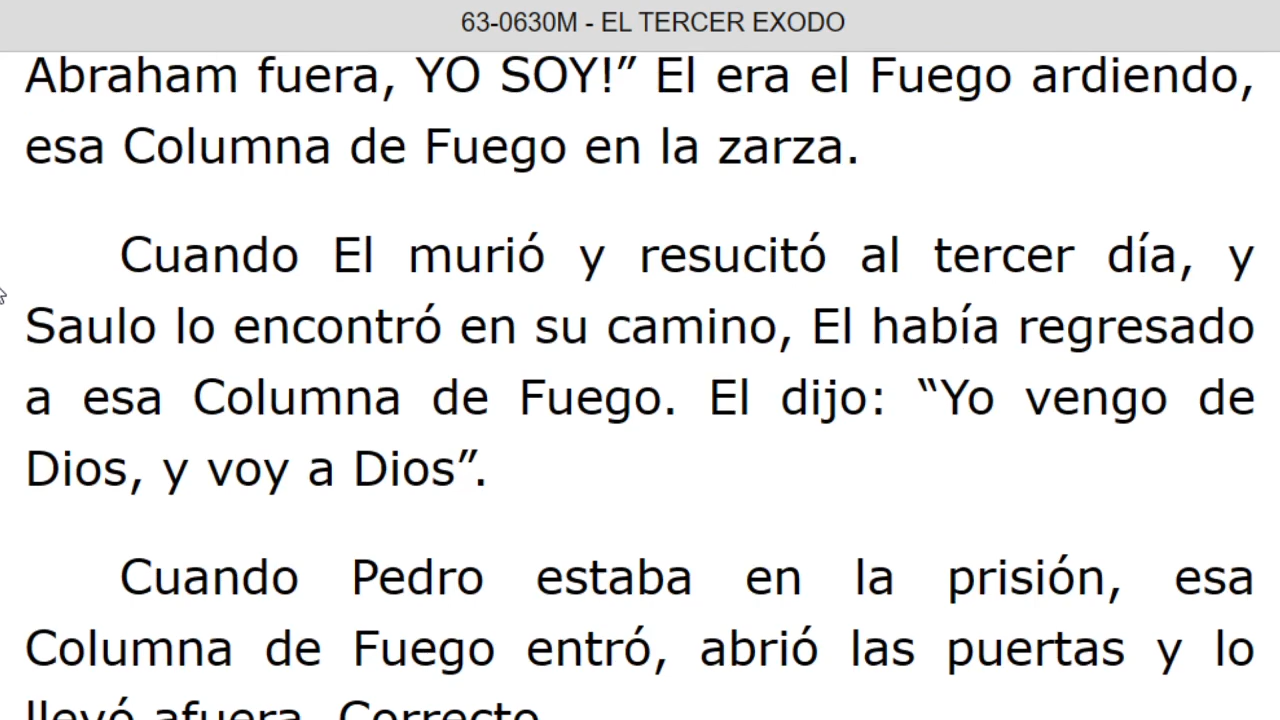 63-0630M - EL TERCER EXODO
Abraham fuera, YO SOY!” El era el Fuego ardiendo,
esa Columna de Fuego en la zarza.
Cuando El murió y resucitó al tercer día, y
Saulo lo encontró en su camino, El había regresado
a esa Columna de Fuego. El dijo: “Yo vengo de
Dios, y voy a Dios”.
Cuando Pedro estaba en la prisión, esa
Columna de Fuego entró, abrió las puertas y lo
llevó afuera. Correcto.